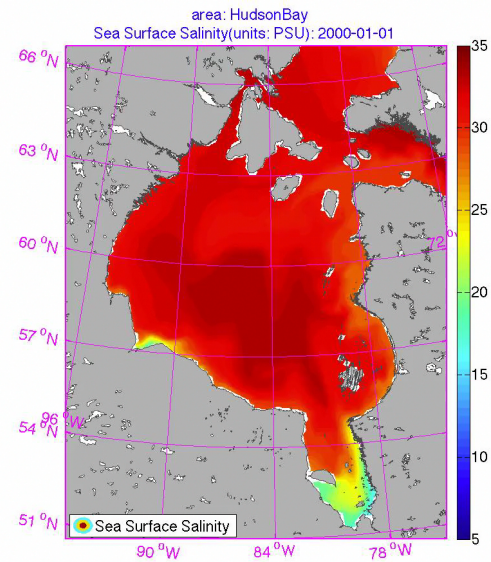 area: HudsonBay
Sea Surface Salinity(units: PSU): 2000-01-01
66 °N
63 °N
60 °N
57 °N
54 °N
51 °N
96 °W
90 °W
84 °W
78 °W
72 °
35
30
25
20
15
10
5
Sea Surface Salinity